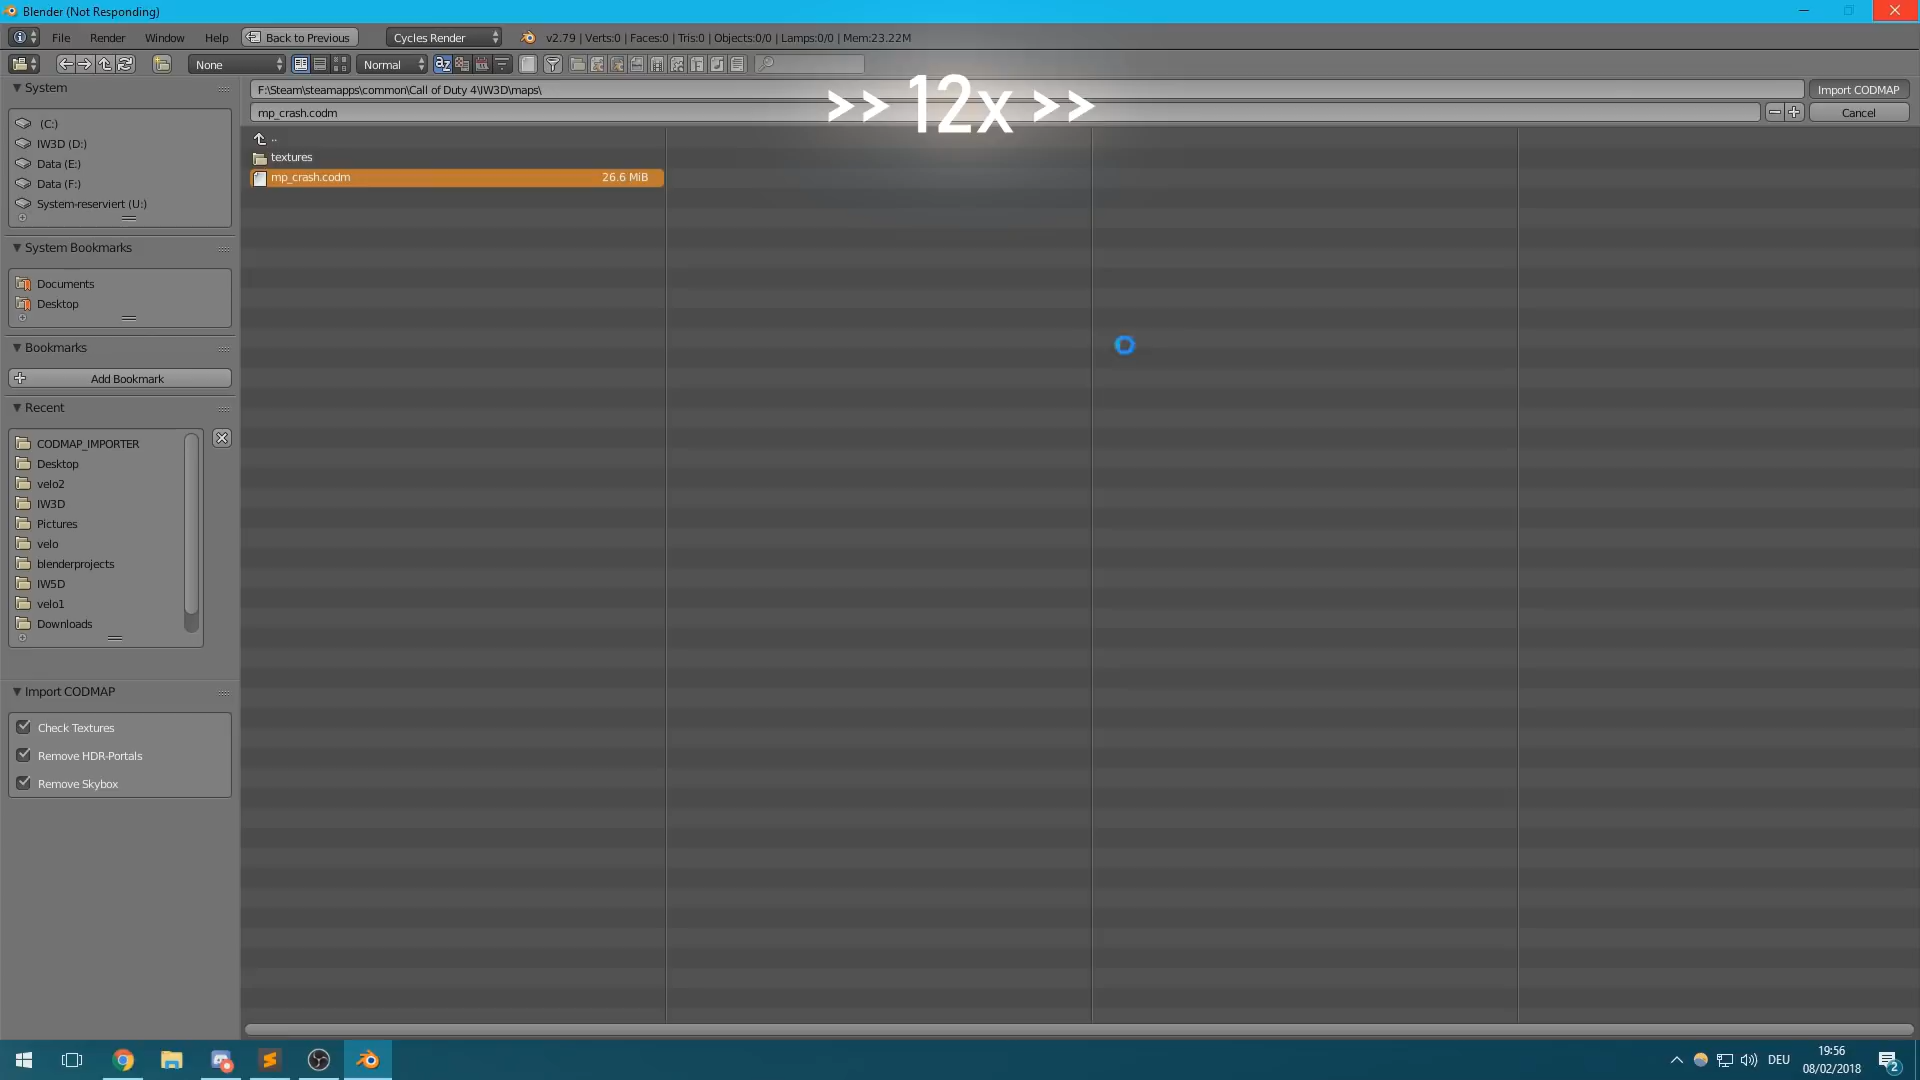 Blender (Not Responding)
File Render Window Help Back to Previous Cycles Render v2.79 | Verts:0 | Faces:0 | Tris:0 | Objects:0/0 | Lamps:0/0 | Mem:23.22M
None Normal
System
F:\Steam\steamapps\common\Call of Duty 4\IW3D\maps\ Import CODMAP
>> 12x >>
mp_crash.codm Cancel
(C:)
IW3D (D:)
Data (E:)
Data (F:)
System-reserviert (U:)
..
textures
mp_crash.codm 26.6 MiB
System Bookmarks
Documents
Desktop
Bookmarks
Add Bookmark
Recent
CODMAP_IMPORTER
Desktop
velo2
IW3D
Pictures
velo
blenderprojects
IW5D
velo1
Downloads
Import CODMAP
Check Textures
Remove HDR-Portals
Remove Skybox
DEU
19:56
08/02/2018
2